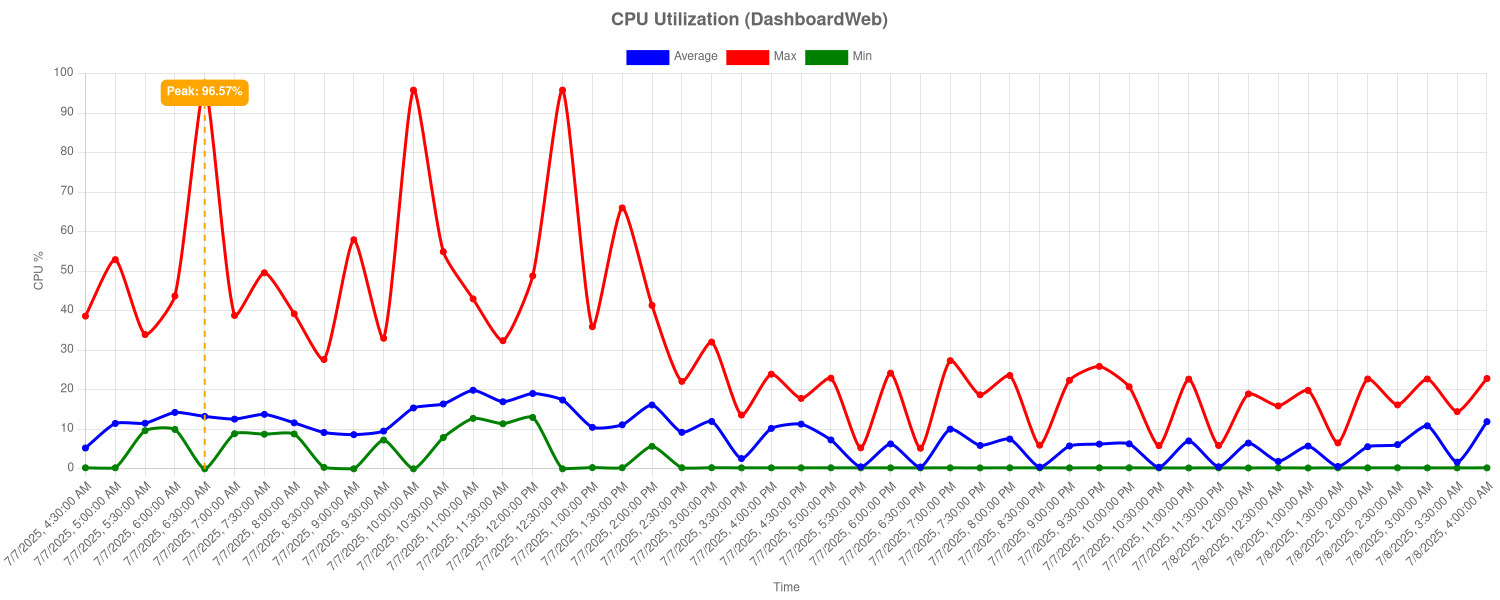 CPU Utilization (DashboardWeb)
Average Max Min
Peak: 96.57%
100
90
80
70
60
50
40
30
20
10
0
CPU %
7/7/2025, 4:30:00 AM
7/7/2025, 5:00:00 AM
7/7/2025, 5:30:00 AM
7/7/2025, 6:00:00 AM
7/7/2025, 6:30:00 AM
7/7/2025, 7:00:00 AM
7/7/2025, 7:30:00 AM
7/7/2025, 8:00:00 AM
7/7/2025, 8:30:00 AM
7/7/2025, 9:00:00 AM
7/7/2025, 9:30:00 AM
7/7/2025, 10:00:00 AM
7/7/2025, 10:30:00 AM
7/7/2025, 11:00:00 AM
7/7/2025, 11:30:00 AM
7/7/2025, 12:00:00 PM
7/7/2025, 12:30:00 PM
7/7/2025, 1:00:00 PM
7/7/2025, 1:30:00 PM
7/7/2025, 2:00:00 PM
7/7/2025, 2:30:00 PM
7/7/2025, 3:00:00 PM
7/7/2025, 3:30:00 PM
7/7/2025, 4:00:00 PM
7/7/2025, 4:30:00 PM
7/7/2025, 5:00:00 PM
7/7/2025, 5:30:00 PM
7/7/2025, 6:00:00 PM
7/7/2025, 6:30:00 PM
7/7/2025, 7:00:00 PM
7/7/2025, 7:30:00 PM
7/7/2025, 8:00:00 PM
7/7/2025, 8:30:00 PM
7/7/2025, 9:00:00 PM
7/7/2025, 9:30:00 PM
7/7/2025, 10:00:00 PM
7/7/2025, 10:30:00 PM
7/7/2025, 11:00:00 PM
7/7/2025, 11:30:00 PM
7/8/2025, 12:00:00 AM
7/8/2025, 12:30:00 AM
7/8/2025, 1:00:00 AM
7/8/2025, 1:30:00 AM
7/8/2025, 2:00:00 AM
7/8/2025, 2:30:00 AM
7/8/2025, 3:00:00 AM
7/8/2025, 3:30:00 AM
7/8/2025, 4:00:00 AM
Time